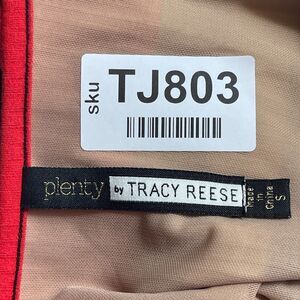 sku
TJ803
plenty by TRACY REESE
Made
in
China
S